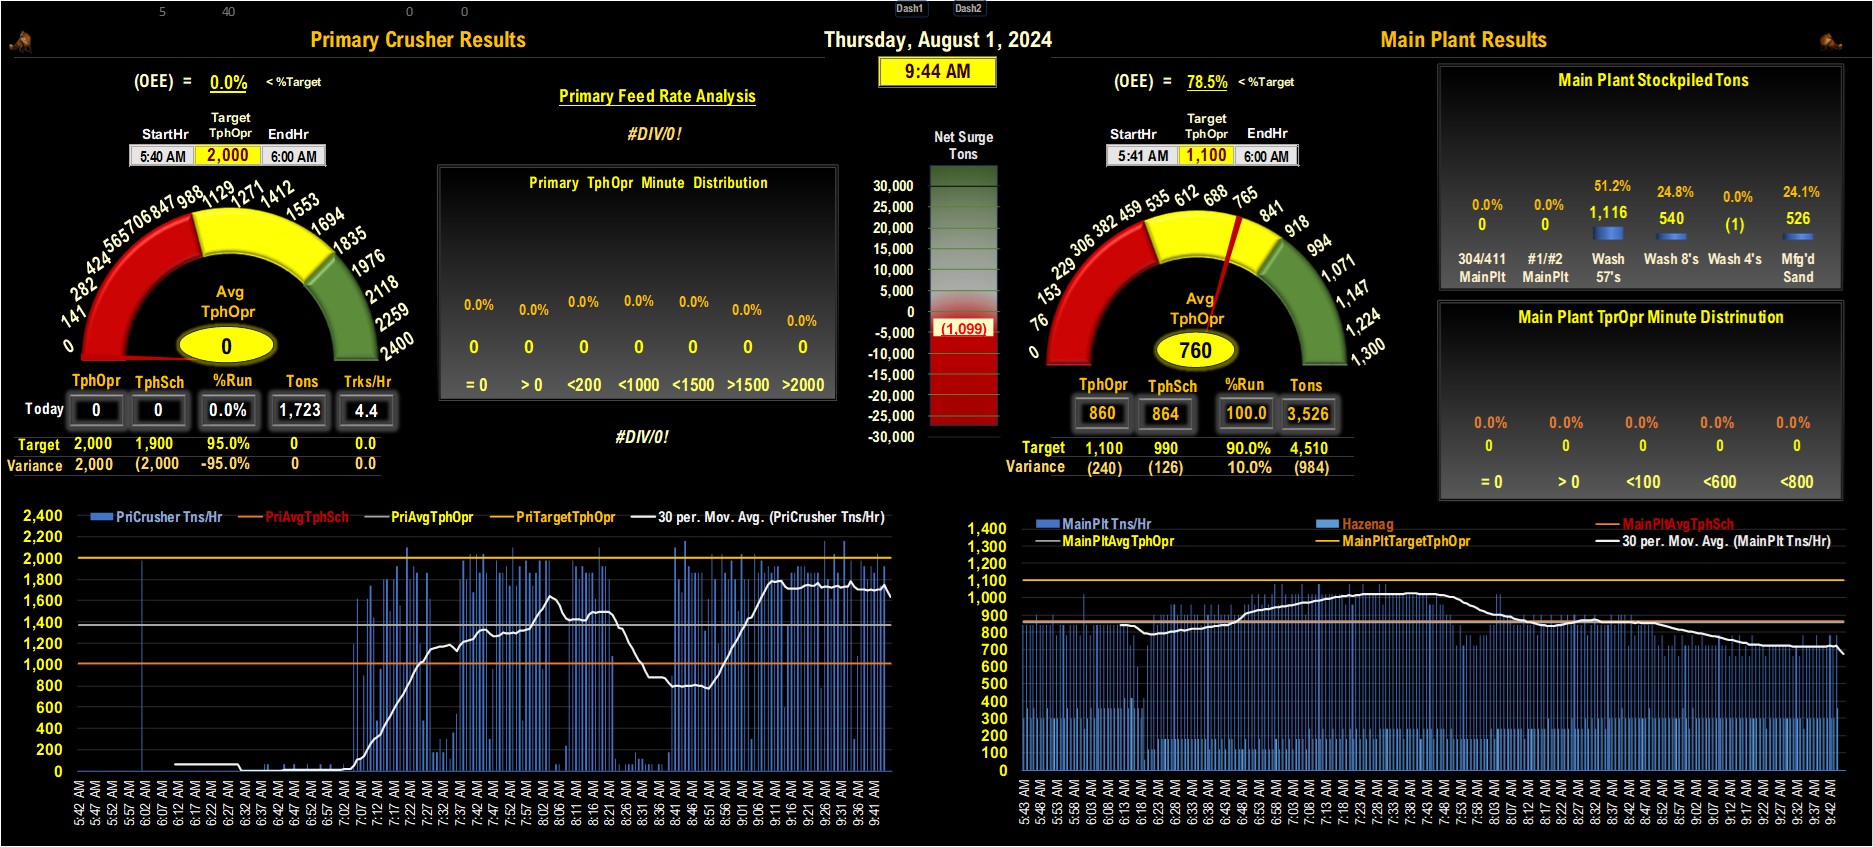 5 40 0 0 Dash1 Dash2
Primary Crusher Results
Thursday, August 1, 2024
Main Plant Results
9:44 AM
(OEE) = 0.0% < %Target
Target
StartHr TphOpr EndHr
5:40 AM 2,000 6:00 AM
0 141 282 424 565 706 847 988 1129 1271 1412 1553 1694 1835 1976 2118 2259 2400
Avg
TphOpr
0
TphOpr TphSch %Run Tons Trks/Hr
Today 0 0 0.0% 1,723 4.4
Target 2,000 1,900 95.0% 0 0.0
Variance 2,000 (2,000 -95.0% 0 0.0
Primary Feed Rate Analysis
#DIV/0!
Primary TphOpr Minute Distribution
0.0% 0.0% 0.0% 0.0% 0.0% 0.0% 0.0%
0 0 0 0 0 0 0
= 0 > 0 <200 <1000 <1500 >1500 >2000
#DIV/0!
Net Surge
Tons
30,000
25,000
20,000
15,000
10,000
5,000
0
(1,099)
-5,000
-10,000
-15,000
-20,000
-25,000
-30,000
(OEE) = 78.5% < %Target
Target
StartHr TphOpr EndHr
5:41 AM 1,100 6:00 AM
0 76 153 229 306 382 459 535 612 688 765 841 918 994 1,071 1,147 1,224 1,300
Avg
TphOpr
760
TphOpr TphSch %Run Tons
860 864 100.0 3,526
Target 1,100 990 90.0% 4,510
Variance (240) (126) 10.0% (984)
Main Plant Stockpiled Tons
0.0% 0.0% 51.2% 24.8% 0.0% 24.1%
0 0 1,116 540 (1) 526
304/411 #1/#2 Wash Wash 8's Wash 4's Mfg'd
MainPlt MainPlt 57's Sand
Main Plant TprOpr Minute Distrinution
0.0% 0.0% 0.0% 0.0% 0.0%
0 0 0 0 0
= 0 > 0 <100 <600 <800
PriCrusher Tns/Hr PriAvgTphSch PriAvgTphOpr PriTargetTphOpr 30 per. Mov. Avg. (PriCrusher Tns/Hr)
2,400
2,200
2,000
1,800
1,600
1,400
1,200
1,000
800
600
400
200
0
5:42 AM 5:47 AM 5:52 AM 5:57 AM 6:02 AM 6:07 AM 6:12 AM 6:17 AM 6:22 AM 6:27 AM 6:32 AM 6:37 AM 6:42 AM 6:47 AM 6:52 AM 6:57 AM 7:02 AM 7:07 AM 7:12 AM 7:17 AM 7:22 AM 7:27 AM 7:32 AM 7:37 AM 7:42 AM 7:47 AM 7:52 AM 7:57 AM 8:02 AM 8:06 AM 8:11 AM 8:16 AM 8:21 AM 8:26 AM 8:31 AM 8:36 AM 8:41 AM 8:46 AM 8:51 AM 8:56 AM 9:01 AM 9:06 AM 9:11 AM 9:16 AM 9:21 AM 9:26 AM 9:31 AM 9:36 AM 9:41 AM
MainPlt Tns/Hr Hazenag MainPltAvgTphSch
MainPltAvgTphOpr MainPltTargetTphOpr 30 per. Mov. Avg. (MainPlt Tns/Hr)
1,400
1,300
1,200
1,100
1,000
900
800
700
600
500
400
300
200
100
0
5:43 AM 5:48 AM 5:53 AM 5:58 AM 6:03 AM 6:08 AM 6:13 AM 6:18 AM 6:23 AM 6:28 AM 6:33 AM 6:38 AM 6:43 AM 6:48 AM 6:53 AM 6:58 AM 7:03 AM 7:08 AM 7:13 AM 7:18 AM 7:23 AM 7:28 AM 7:33 AM 7:38 AM 7:43 AM 7:48 AM 7:53 AM 7:58 AM 8:03 AM 8:07 AM 8:12 AM 8:17 AM 8:22 AM 8:27 AM 8:32 AM 8:37 AM 8:42 AM 8:47 AM 8:52 AM 8:57 AM 9:02 AM 9:07 AM 9:12 AM 9:17 AM 9:22 AM 9:27 AM 9:32 AM 9:37 AM 9:42 AM